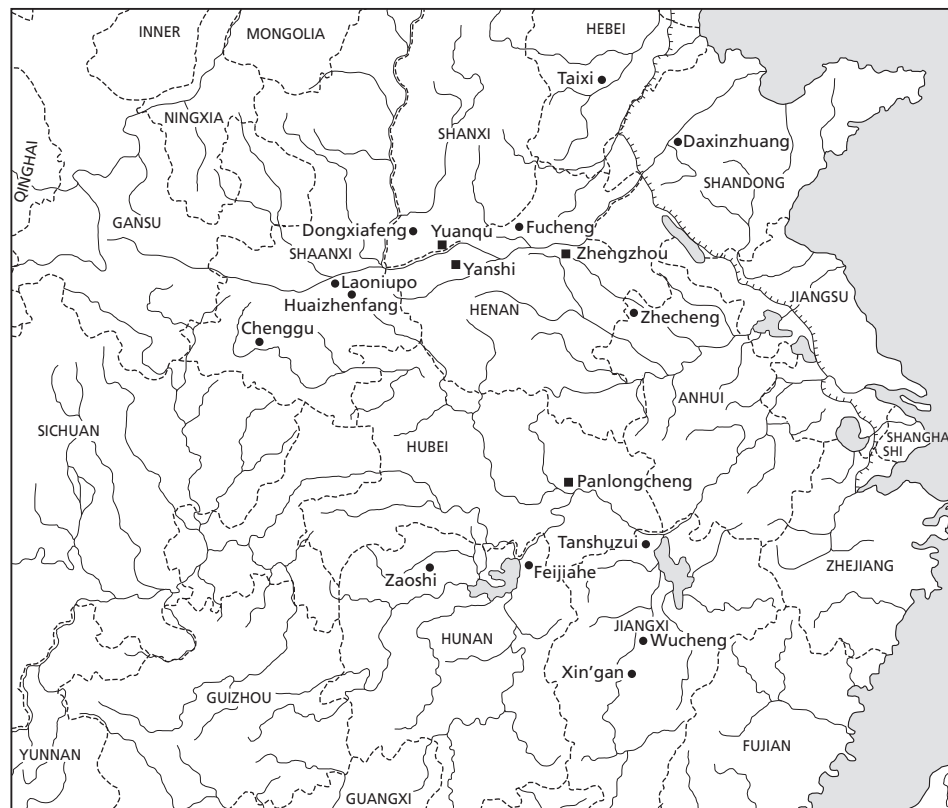 INNER
MONGOLIA
HEBEI
Taixi
NINGXIA
SHANXI
Daxinzhuang
QINGHAI
SHANDONG
GANSU
Dongxiafeng
Yuanqu
Fucheng
SHAANXI
Zhengzhou
Yanshi
Laoniupo
Huaizhenfang
HENAN
JIANGSU
Zhecheng
Chenggu
ANHUI
SICHUAN
HUBEI
SHANGHA
SHI
Panlongcheng
Tanshuzui
Zaoshi
Feijiahe
ZHEJIANG
HUNAN
JIANGXI
Wucheng
Xin'gan
GUIZHOU
YUNNAN
FUJIAN
GUANGXI